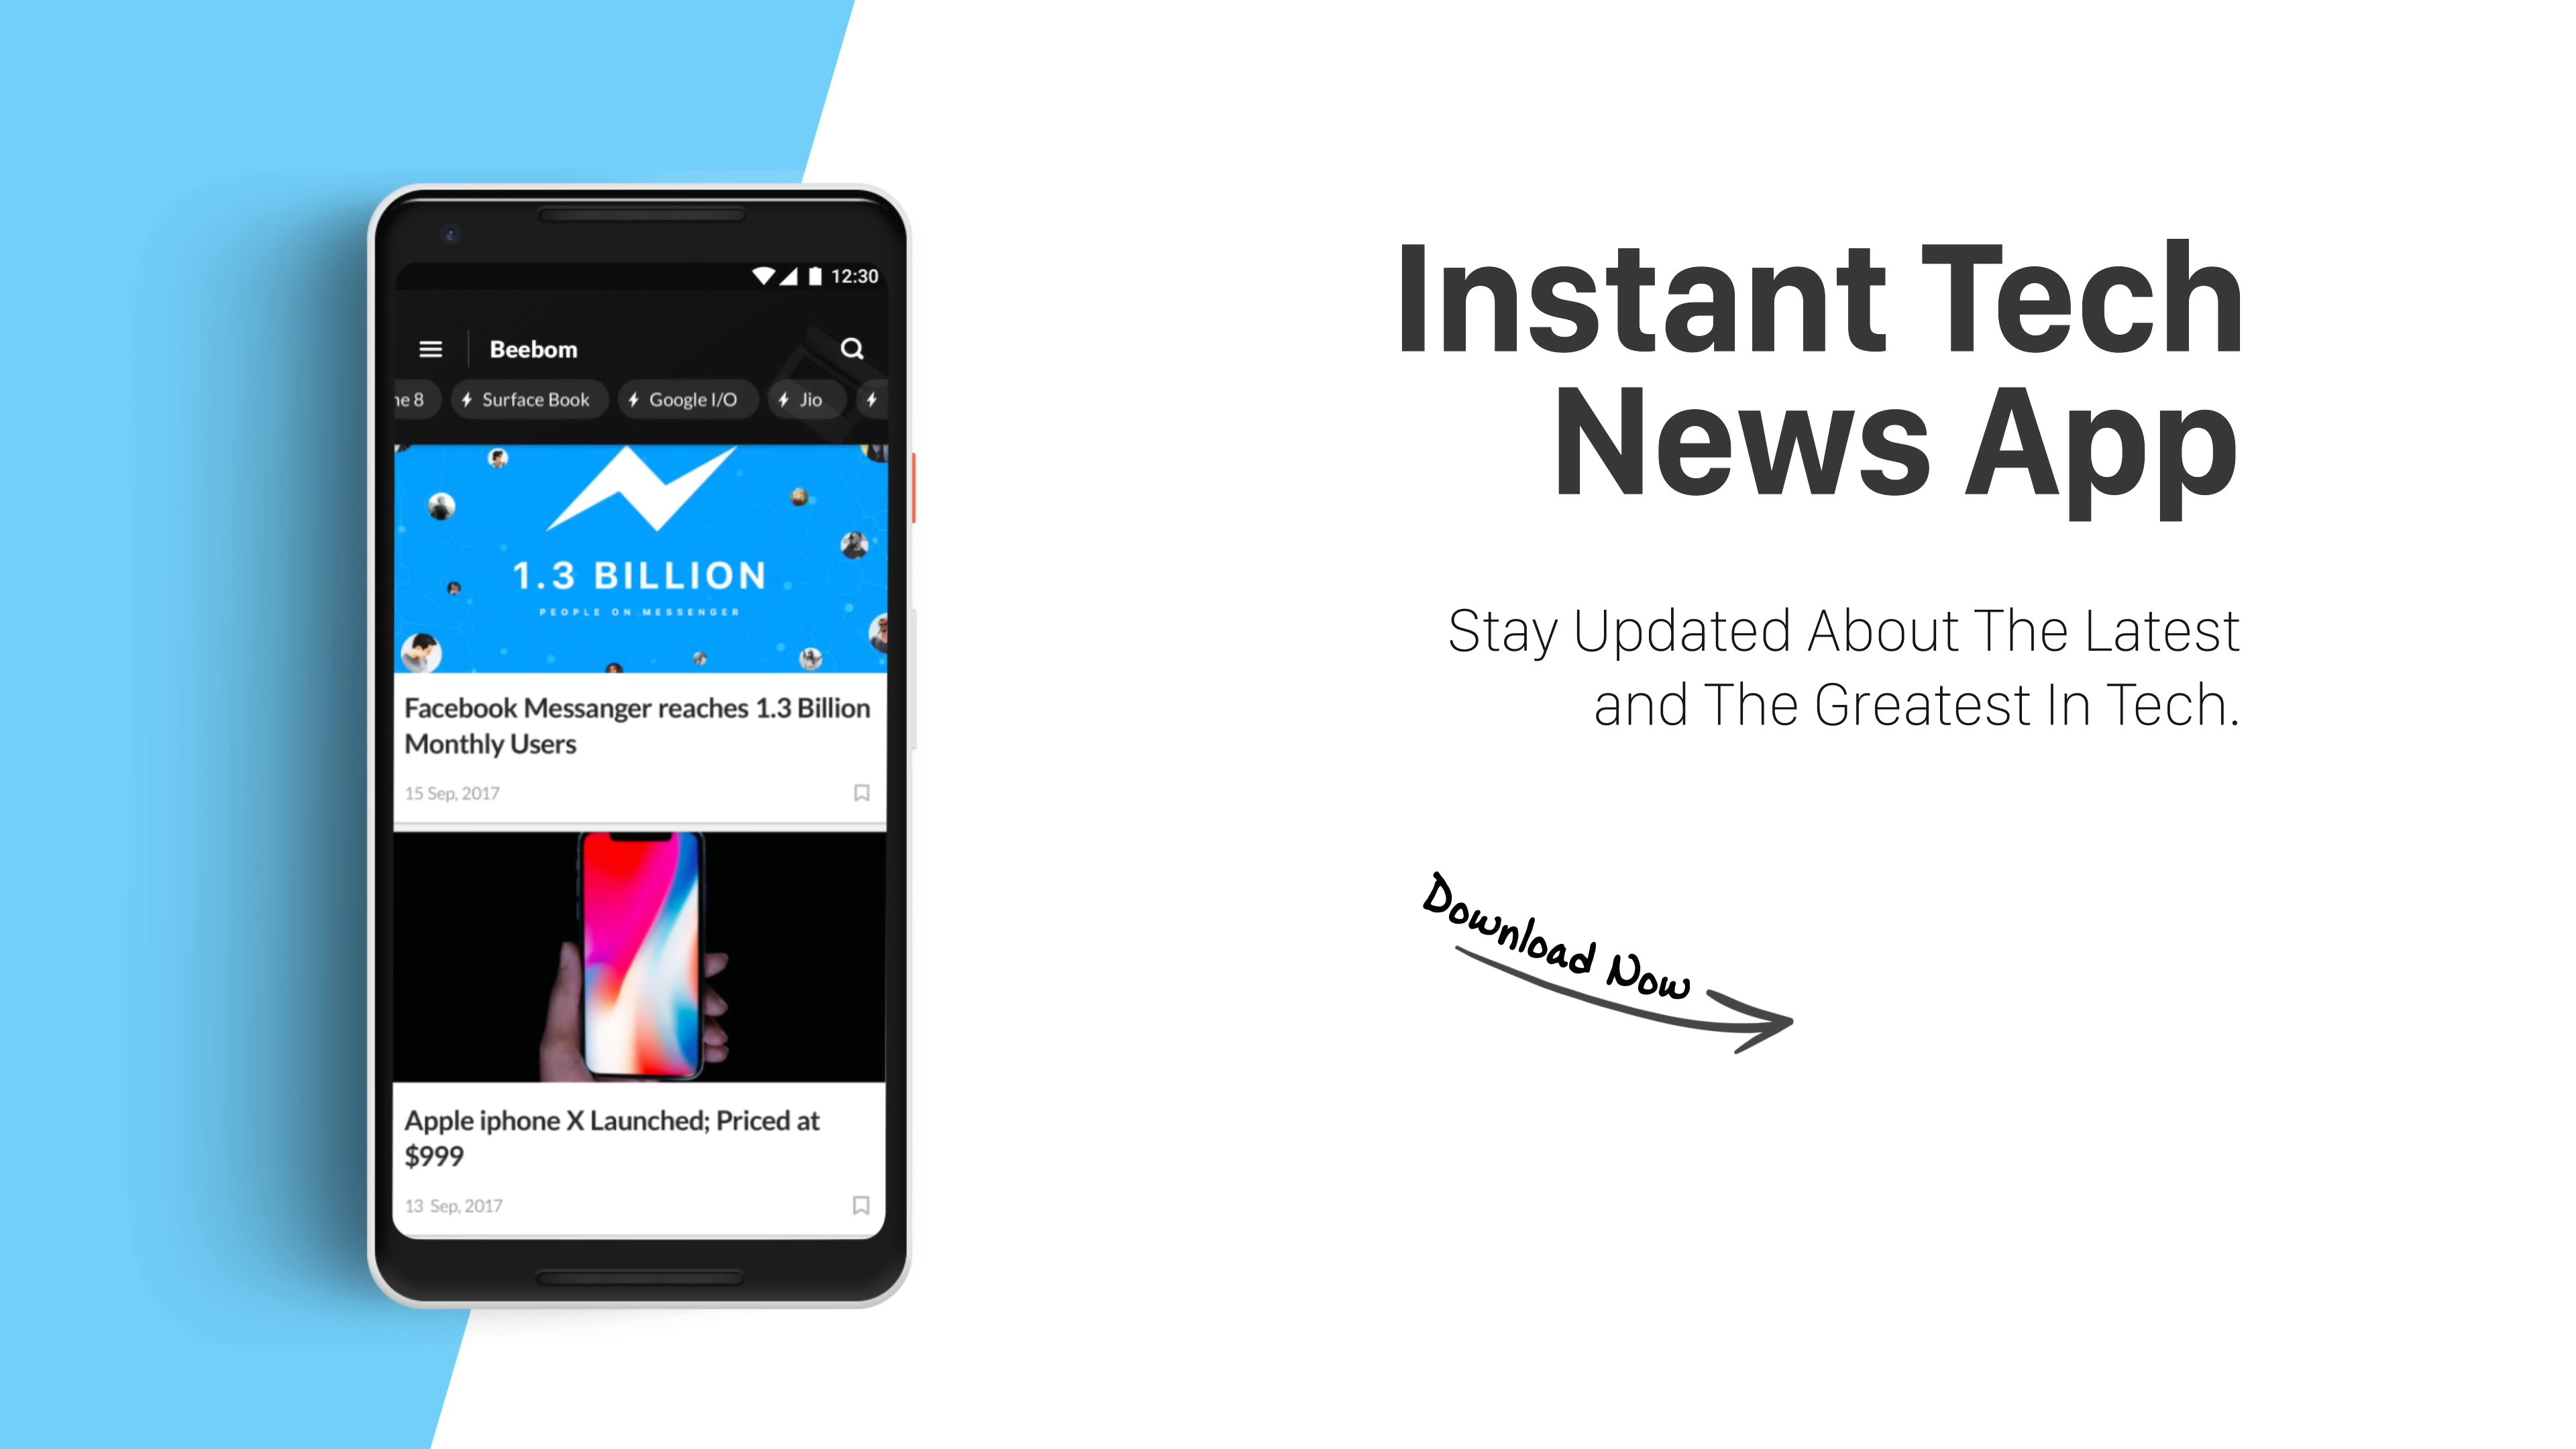 12:30
Beebom
ne 8
Surface Book
Google I/O
Jio
1.3 BILLION
PEOPLE ON MESSENGER
Facebook Messanger reaches 1.3 Billion
Monthly Users
15 Sep, 2017
Apple iphone X Launched; Priced at
$999
13 Sep, 2017
Instant Tech
News App
Stay Updated About The Latest
and The Greatest In Tech.
Download Now